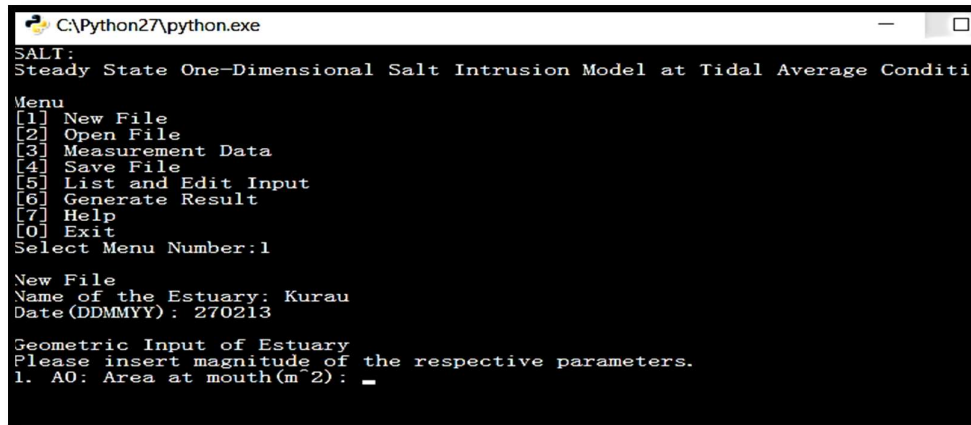 C:\Python27\python.exe
SALT:
Steady State One-Dimensional Salt Intrusion Model at Tidal Average Conditi
Menu
[1] New File
[2] Open File
[3] Measurement Data
[4] Save File
[5] List and Edit Input
[6] Generate Result
[7] Help
[0] Exit
Select Menu Number:1
New File
Name of the Estuary: Kurau
Date(DDMMYY): 270213
Geometric Input of Estuary
Please insert magnitude of the respective parameters.
1. A0: Area at mouth(m^2):